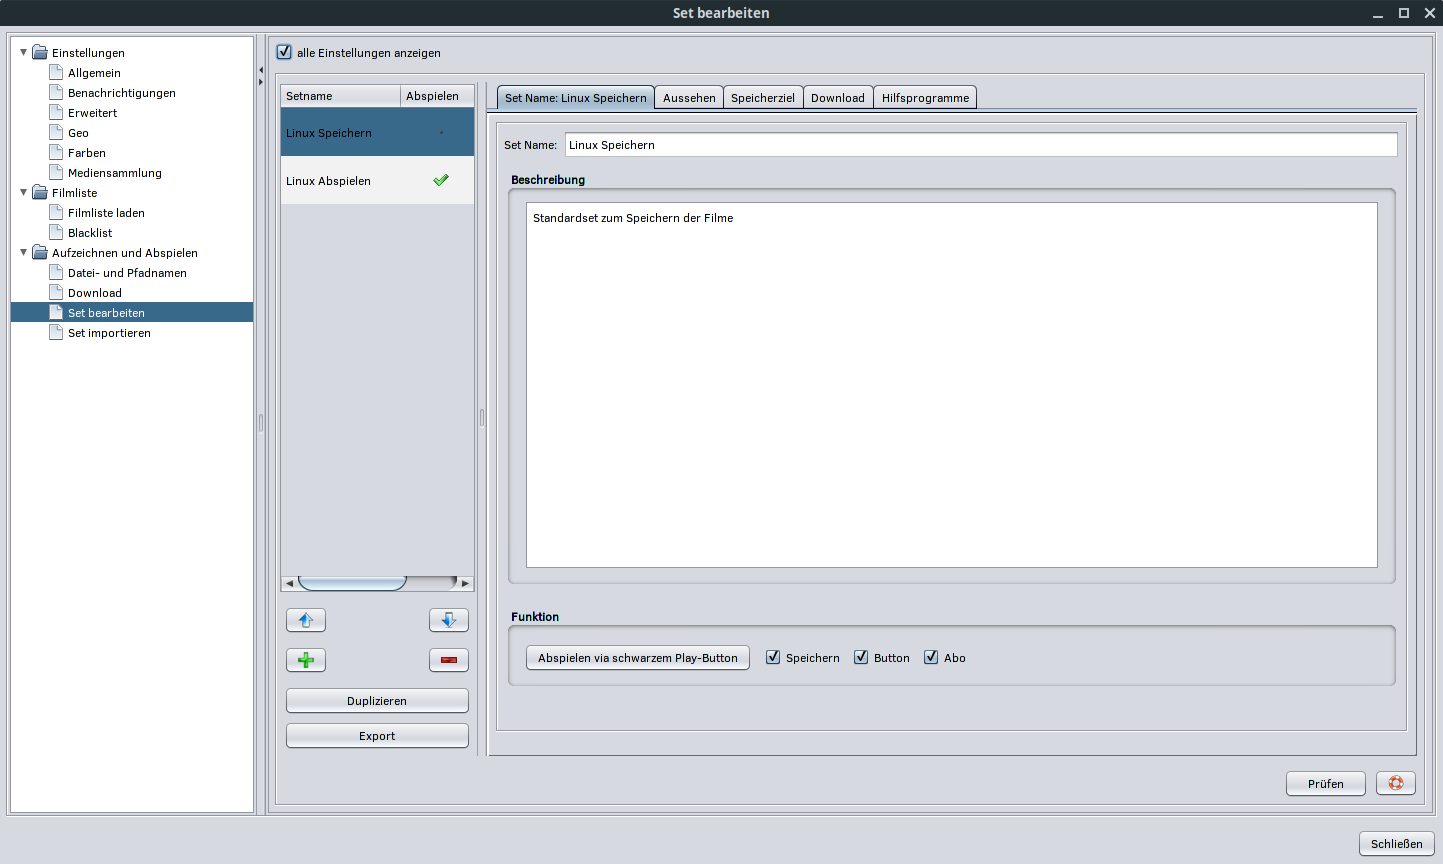 Set bearbeiten
Einstellungen
Allgemein
Benachrichtigungen
Erweitert
Geo
Farben
Mediensammlung
Filmliste
Filmliste laden
Blacklist
Aufzeichnen und Abspielen
Datei- und Pfadnamen
Download
Set bearbeiten
Set importieren
alle Einstellungen anzeigen
Setname Abspielen
Linux Speichern
Linux Abspielen
Duplizieren
Export
Set Name: Linux Speichern Aussehen Speicherziel Download Hilfsprogramme
Set Name: Linux Speichern
Beschreibung
Standardset zum Speichern der Filme
Funktion
Abspielen via schwarzem Play-Button Speichern Button Abo
Prüfen
Schließen